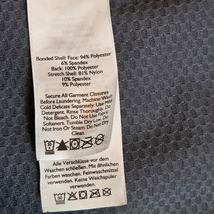 Bonded Shell: Face: 94% Polyester
6% Spandex
Back: 100% Polyester
Stretch Shell: 81% Nylon
10% Spandex
9% Polyester
Secure All Garment Closures
Before Laundering. Machine Wash
Cold Delicate Separately. Use Mild
Detergent. Rinse Thoroughly. Do
Not Bleach. Do Not Use
Softeners. Tumble Dry Low. Do
Not Iron Or Steam. Do Not Dry
Clean.
Alle Verschlüsse vor dem
Waschen schließen. Mit ähnlichen
Farben waschen. Keine Weichspüler
verwenden.